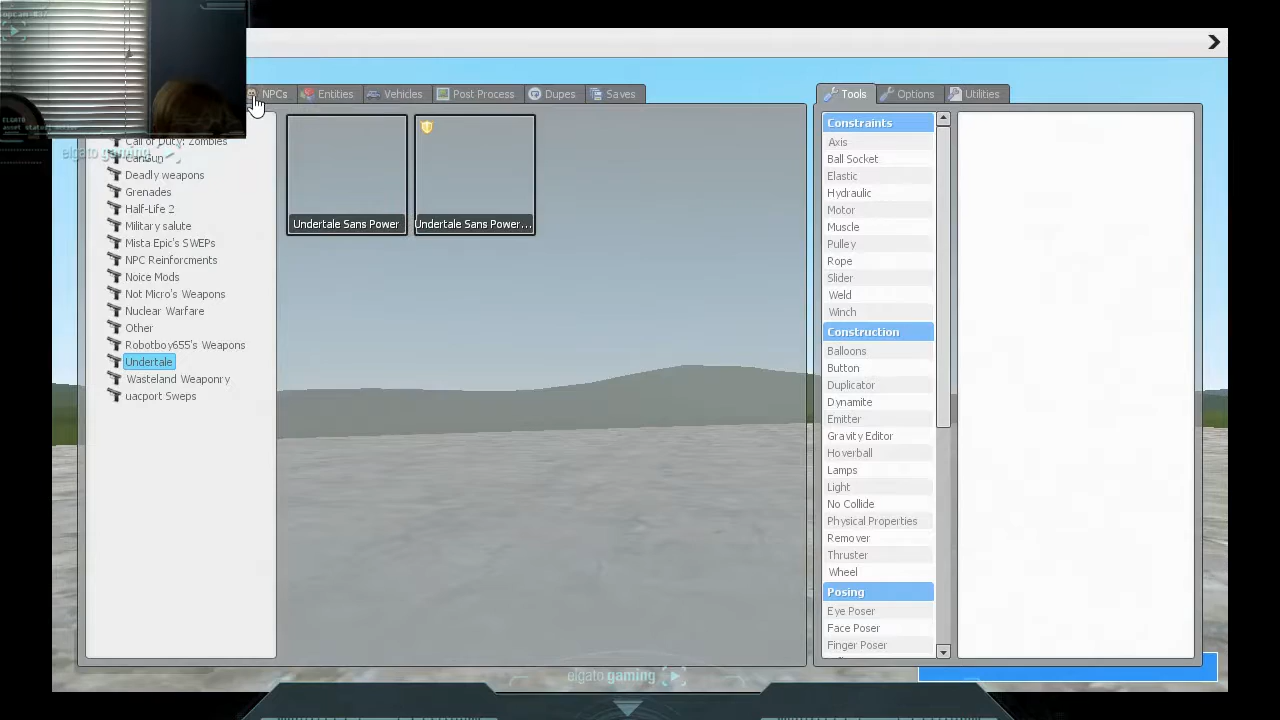 NPCs
Entities
Vehicles
Post Process
Dupes
Saves
Tools
Options
Utilities
elgato gaming
Call of Duty: Zombies
CanGun
Deadly weapons
Grenades
Half-Life 2
Military salute
Mista Epic's SWEPs
NPC Reinforcments
Noice Mods
Not Micro's Weapons
Nuclear Warfare
Other
Robotboy655's Weapons
Undertale
Wasteland Weaponry
uacport Sweps
Undertale Sans Power
Undertale Sans Power...
Constraints
Axis
Ball Socket
Elastic
Hydraulic
Motor
Muscle
Pulley
Rope
Slider
Weld
Winch
Construction
Balloons
Button
Duplicator
Dynamite
Emitter
Gravity Editor
Hoverball
Lamps
Light
No Collide
Physical Properties
Remover
Thruster
Wheel
Posing
Eye Poser
Face Poser
Finger Poser
elgato gaming